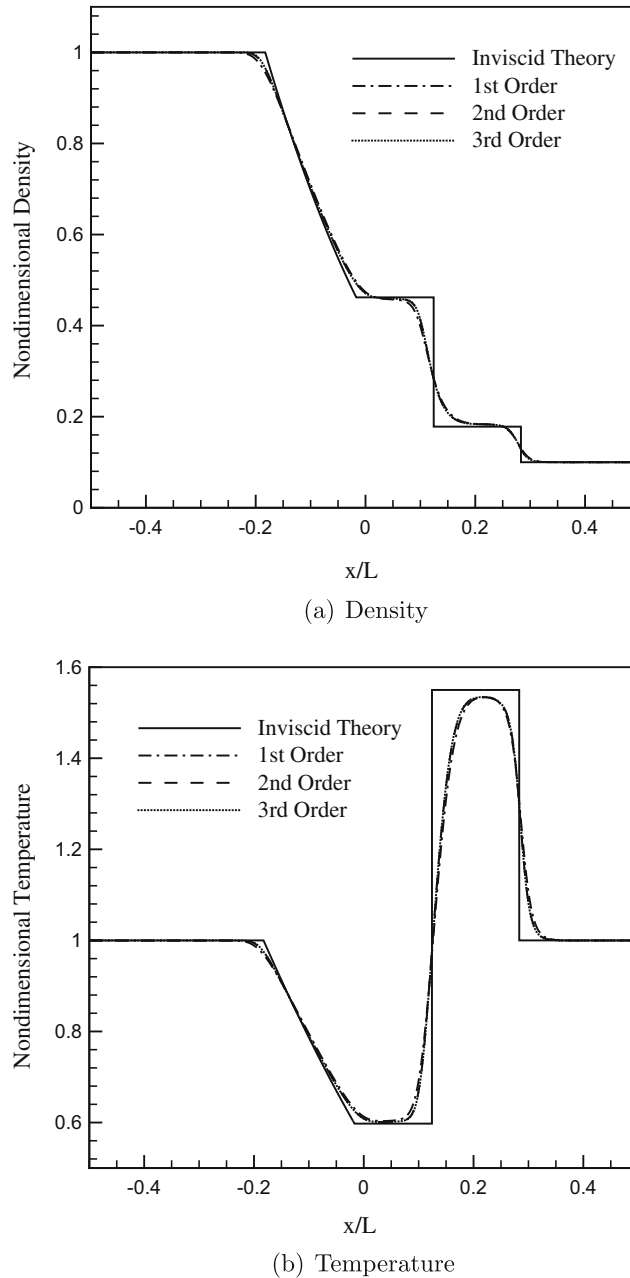 1
0.8
0.6
0.4
0.2
0
Nondimensional Density
Inviscid Theory
1st Order
2nd Order
3rd Order
-0.4
-0.2
0
0.2
0.4
x/L
(a) Density
1.6
1.4
1.2
1
0.8
0.6
Nondimensional Temperature
Inviscid Theory
1st Order
2nd Order
3rd Order
-0.4
-0.2
0
0.2
0.4
x/L
(b) Temperature